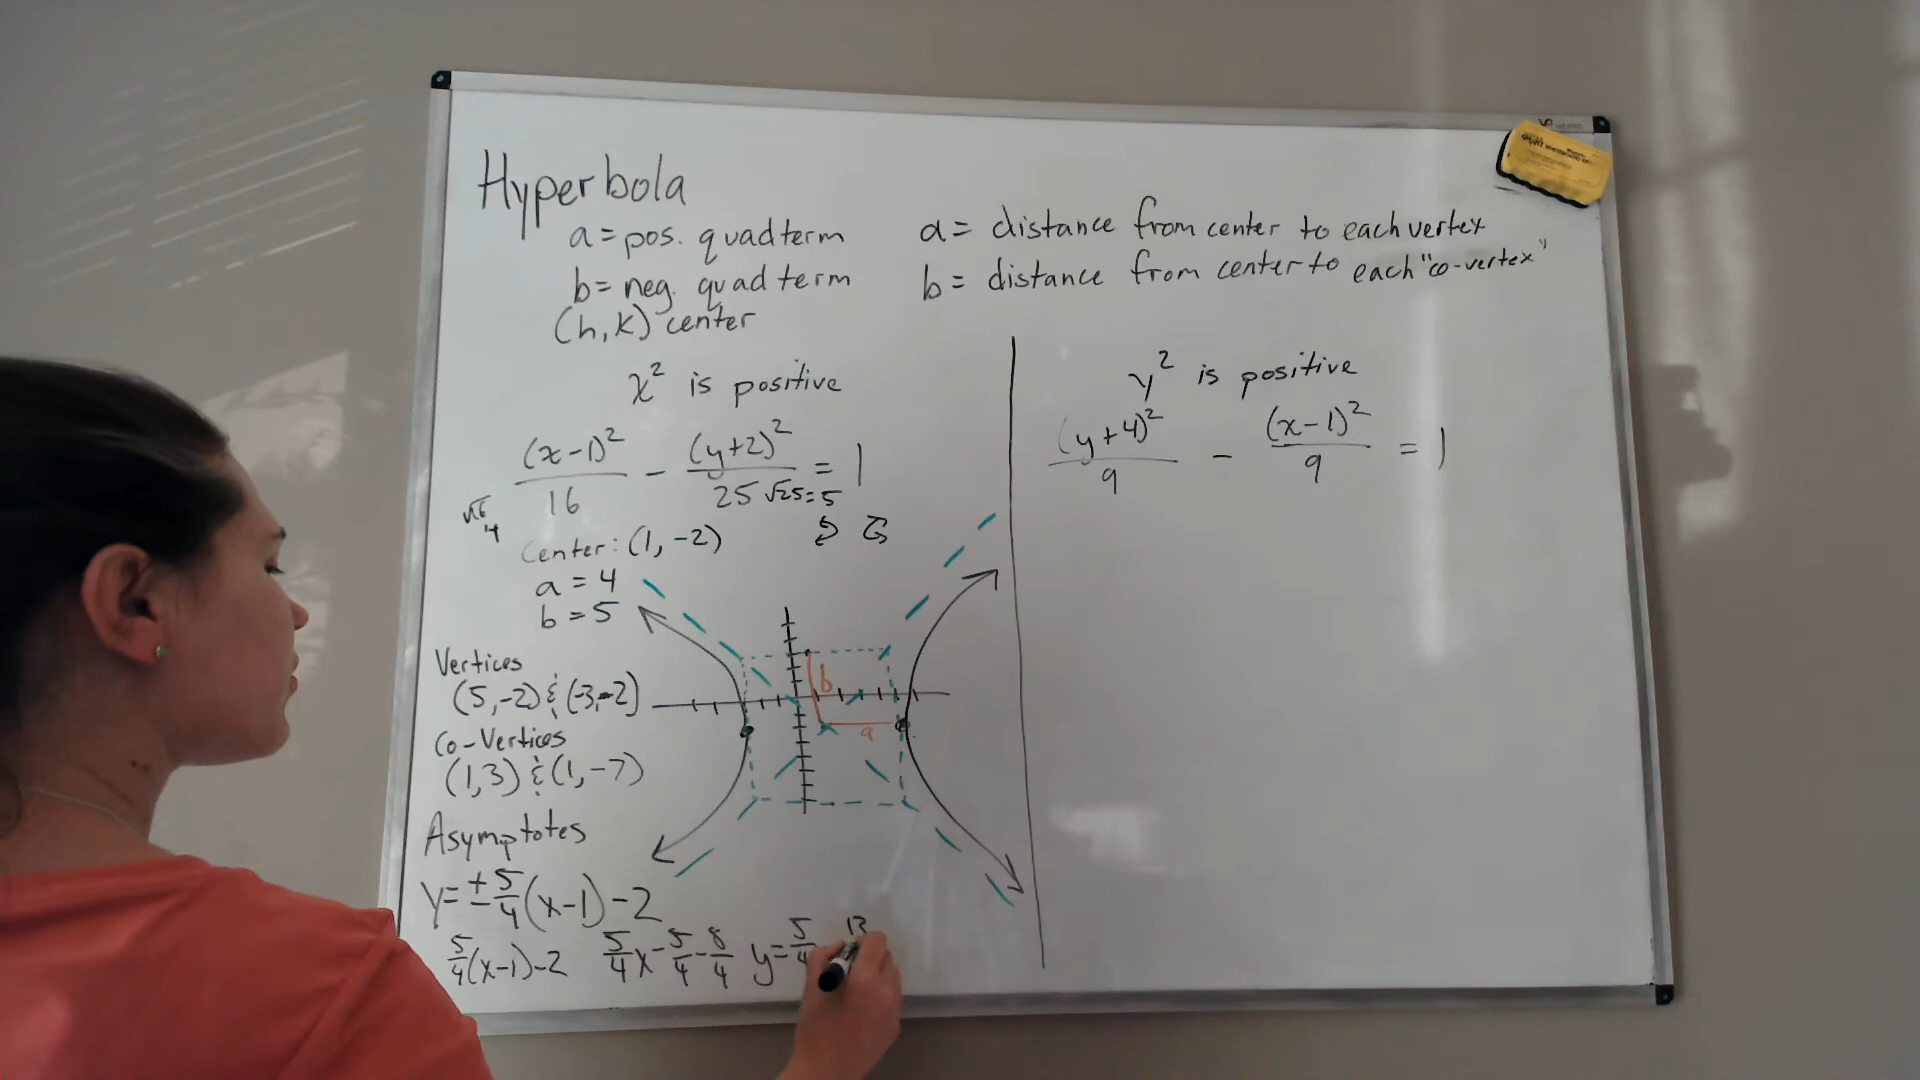 Hyperbola
a = pos. quad term
b = neg. quad term
(h, k) center
a = distance from center to each vertex
b = distance from center to each "co-vertex"
x² is positive
(x-1)²/16 - (y+2)²/25 = 1
√25 = 5
4
Center: (1, -2)
a = 4
b = 5
Vertices
(5, -2) & (-3, -2)
Co-Vertices
(1, 3) & (1, -7)
Asymptotes
y = ± 5/4 (x-1) - 2
5/4 (x-1) - 2   5/4 x - 5/4 - 8/4   y = 5/4   13
b
a
y² is positive
(y+4)²/9 - (x-1)²/9 = 1